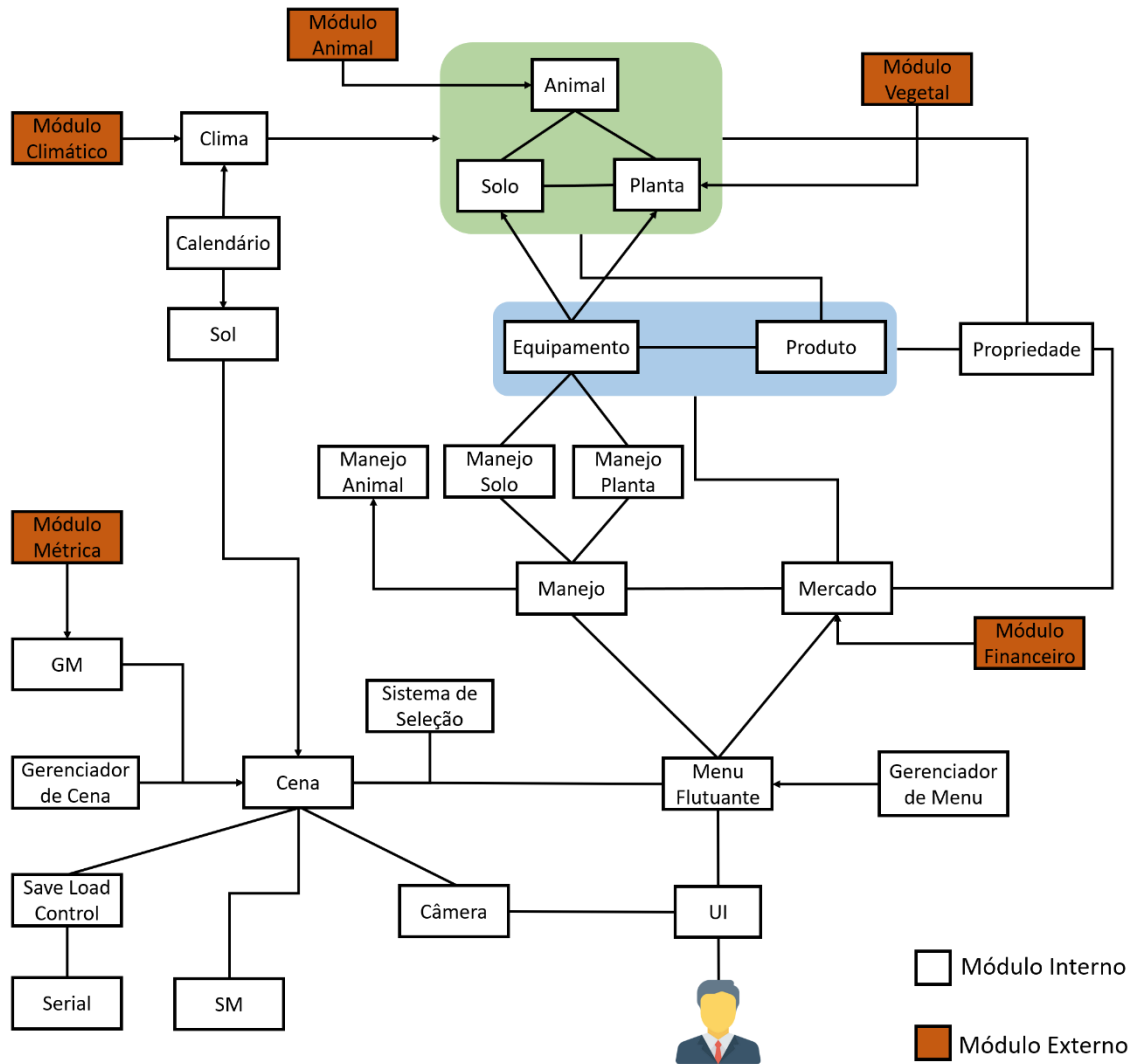 Módulo
Animal
Animal
Módulo
Vegetal
Módulo
Climático
Clima
Solo
Planta
Calendário
Sol
Equipamento
Produto
Propriedade
Manejo
Animal
Manejo
Solo
Manejo
Planta
Módulo
Métrica
Manejo
Mercado
Módulo
Financeiro
GM
Sistema de
Seleção
Gerenciador
de Cena
Cena
Menu
Flutuante
Gerenciador
de Menu
Save Load
Control
Câmera
UI
Serial
SM
Módulo Interno
Módulo Externo